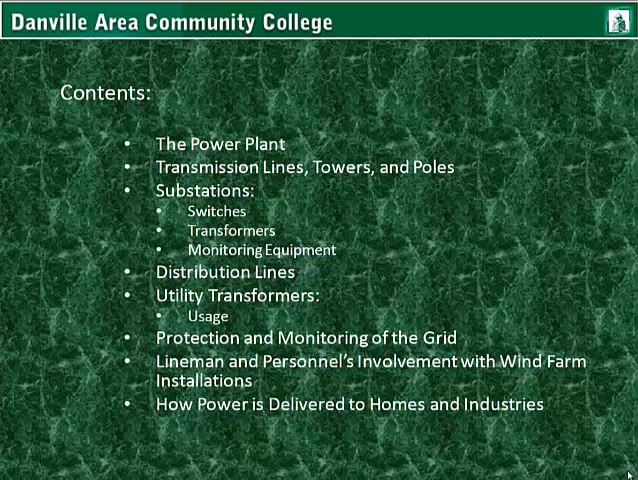 Danville Area Community College
Contents:
• The Power Plant
• Transmission Lines, Towers, and Poles
• Substations:
• Switches
• Transformers
• Monitoring Equipment
• Distribution Lines
• Utility Transformers:
• Usage
• Protection and Monitoring of the Grid
• Lineman and Personnel's Involvement with Wind Farm
Installations
• How Power is Delivered to Homes and Industries